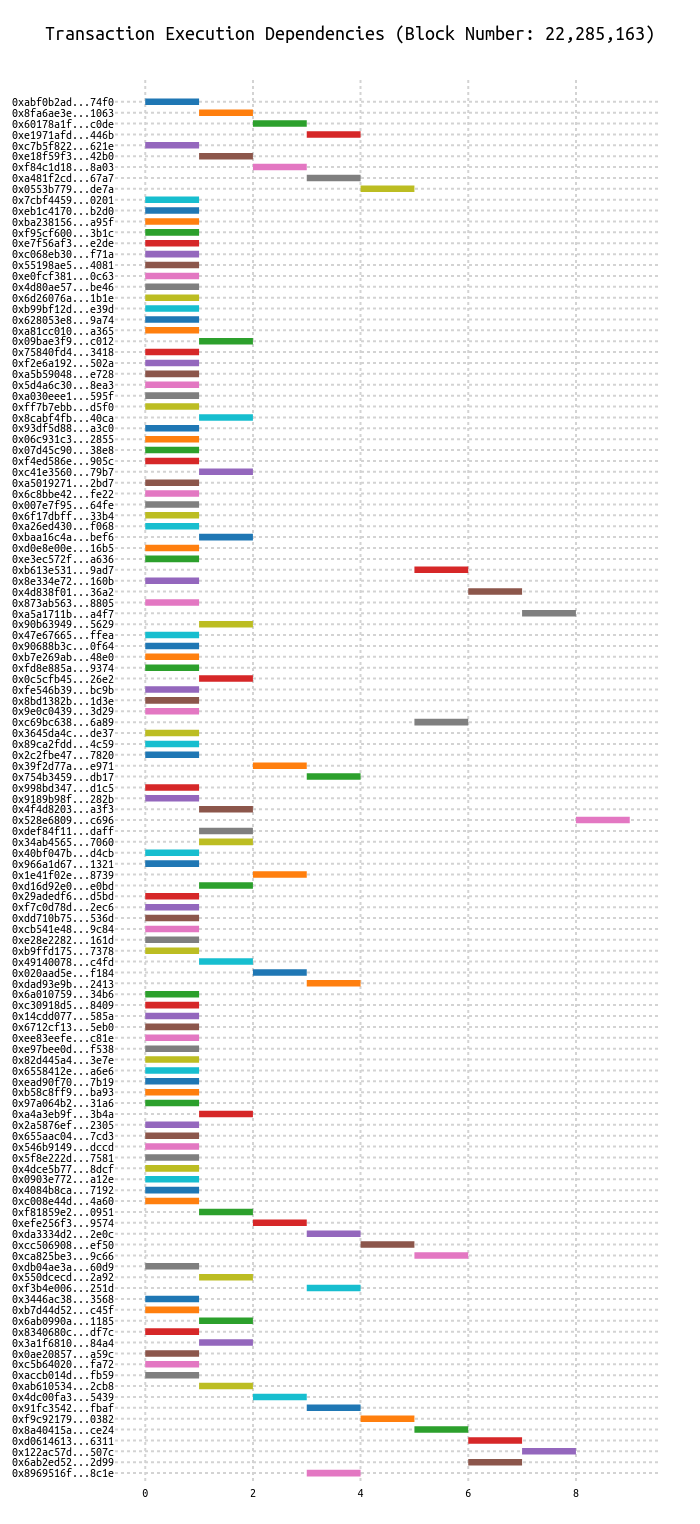 Transaction Execution Dependencies (Block Number: 22,285,163)
0xabf0b2ad...74f0
0x8fa6ae3e...1063
0x60178a1f...c0de
0xe1971afd...446b
0xc7b5f822...621e
0xe18f59f3...42b0
0xf84c1d18...8a03
0xa481f2cd...67a7
0x0553b779...de7a
0x7cbf4459...0201
0xeb1c4170...b2d0
0xba238156...a95f
0xf95cf600...3b1c
0xe7f56af3...e2de
0xc068eb30...f71a
0x55198ae5...4081
0xe0fcf381...0c63
0x4d80ae57...be46
0x6d26076a...1b1e
0xb99bf12d...e39d
0x628053e8...9a74
0xa81cc010...a365
0x09bae3f9...c012
0x75840fd4...3418
0xf2e6a192...502a
0xa5b59048...e728
0x5d4a6c30...8ea3
0xa030eee1...595f
0xff7b7ebb...d5f0
0x8cabf4fb...40ca
0x93df5d88...a3c0
0x06c931c3...2855
0x07d45c90...38e8
0xf4ed586e...905c
0xc41e3560...79b7
0xa5019271...2bd7
0x6c8bbe42...fe22
0x007e7f95...64fe
0x6f17dbff...33b4
0xa26ed430...f068
0xbaa16c4a...bef6
0xd0e8e00e...16b5
0xe3ec572f...a636
0xb613e531...9ad7
0x8e334e72...160b
0x4d838f01...36a2
0x873ab563...8805
0xa5a1711b...a4f7
0x90b63949...5629
0x47e67665...ffea
0x90688b3c...0f64
0xb7e269ab...48e0
0xfd8e885a...9374
0x0c5cfb45...26e2
0xfe546b39...bc9b
0x8bd1382b...1d3e
0x9e0c0439...3d29
0xc69bc638...6a89
0x3645da4c...de37
0x89ca2fdd...4c59
0x2c2fbe47...7820
0x39f2d77a...e971
0x754b3459...db17
0x998bd347...d1c5
0x9189b98f...282b
0x4f4d8203...a3f3
0x528e6809...c696
0xdef84f11...daff
0x34ab4565...7060
0x40bf047b...d4cb
0x966a1d67...1321
0x1e41f02e...8739
0xd16d92e0...e0bd
0x29adedf6...d5bd
0xf7c0d78d...2ec6
0xdd710b75...536d
0xcb541e48...9c84
0xe28e2282...161d
0xb9ffd175...7378
0x49140078...c4fd
0x020aad5e...f184
0xdad93e9b...2413
0x6a010759...34b6
0xc30918d5...8409
0x14cdd077...585a
0x6712cf13...5eb0
0xee83eefe...c81e
0xe97bee0d...f538
0x82d445a4...3e7e
0x6558412e...a6e6
0xead90f70...7b19
0xb58c8ff9...ba93
0x97a064b2...31a6
0xa4a3eb9f...3b4a
0x2a5876ef...2305
0x655aac04...7cd3
0x546b9149...dccd
0x5f8e222d...7581
0x4dce5b77...8dcf
0x0903e772...a12e
0x4084b8ca...7192
0xc008e44d...4a60
0xf81859e2...0951
0xefe256f3...9574
0xda3334d2...2e0c
0xcc506908...ef50
0xca825be3...9c66
0xdb04ae3a...60d9
0x550dcecd...2a92
0xf3b4e006...251d
0x3446ac38...3568
0xb7d44d52...c45f
0x6ab0990a...1185
0x8340680c...df7c
0x3a1f6810...84a4
0x0ae20857...a59c
0xc5b64020...fa72
0xaccb014d...fb59
0xab610534...2cb8
0x4dc00fa3...5439
0x91fc3542...fbaf
0xf9c92179...0382
0x8a40415a...ce24
0xd0614613...6311
0x122ac57d...507c
0x6ab2ed52...2d99
0x8969516f...8c1e
0 2 4 6 8